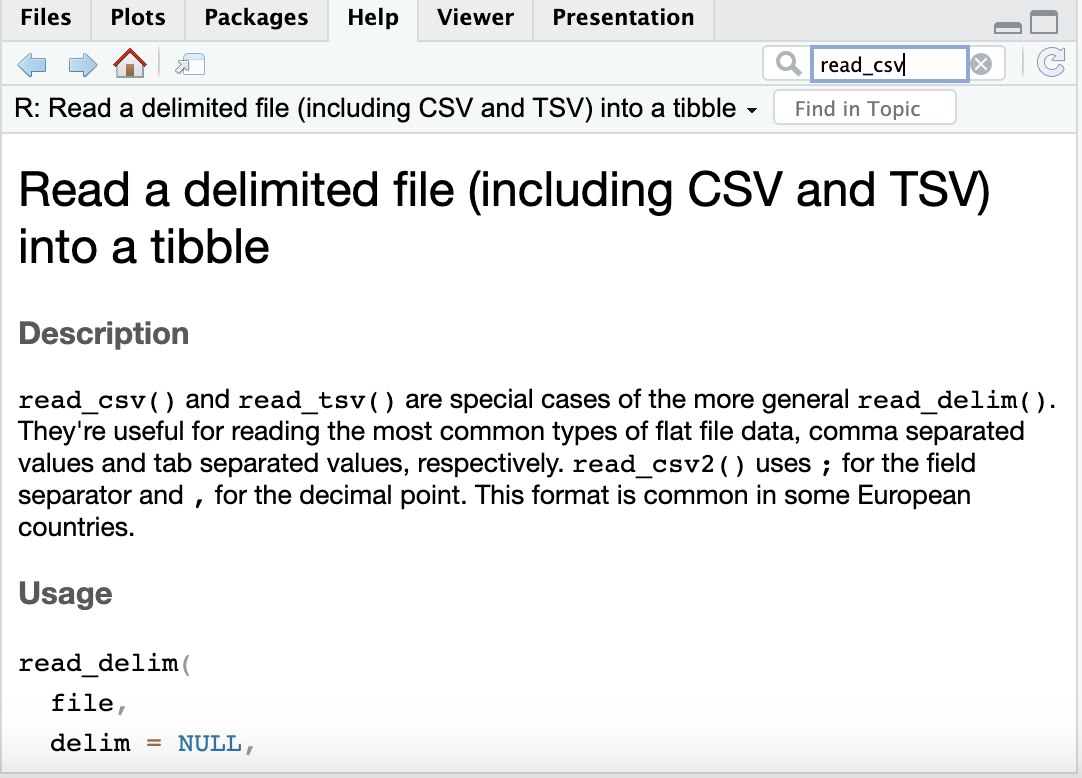 Files Plots Packages Help Viewer Presentation
read_csv
R: Read a delimited file (including CSV and TSV) into a tibble Find in Topic
Read a delimited file (including CSV and TSV)
into a tibble
Description
read_csv() and read_tsv() are special cases of the more general read_delim().
They're useful for reading the most common types of flat file data, comma separated
values and tab separated values, respectively. read_csv2() uses ; for the field
separator and , for the decimal point. This format is common in some European
countries.
Usage
read_delim(
file,
delim = NULL,